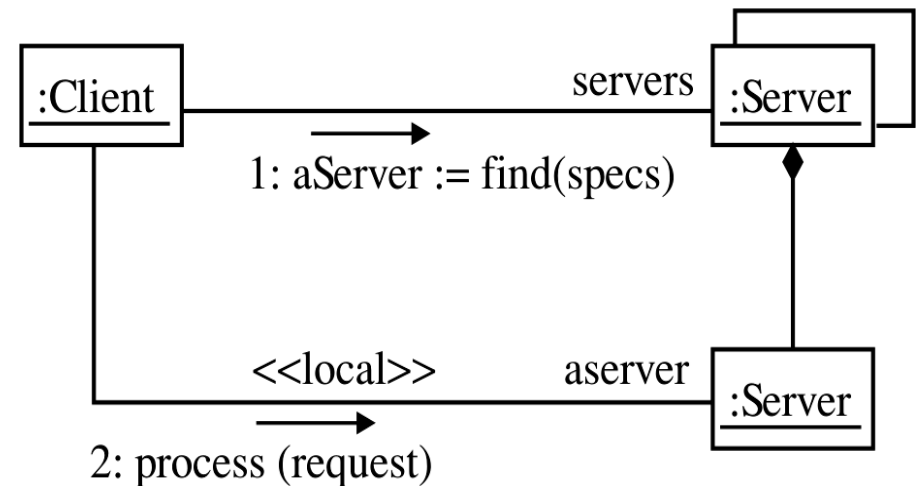 :Client
servers
:Server
1: aServer := find(specs)
<<local>>
aserver
:Server
2: process (request)